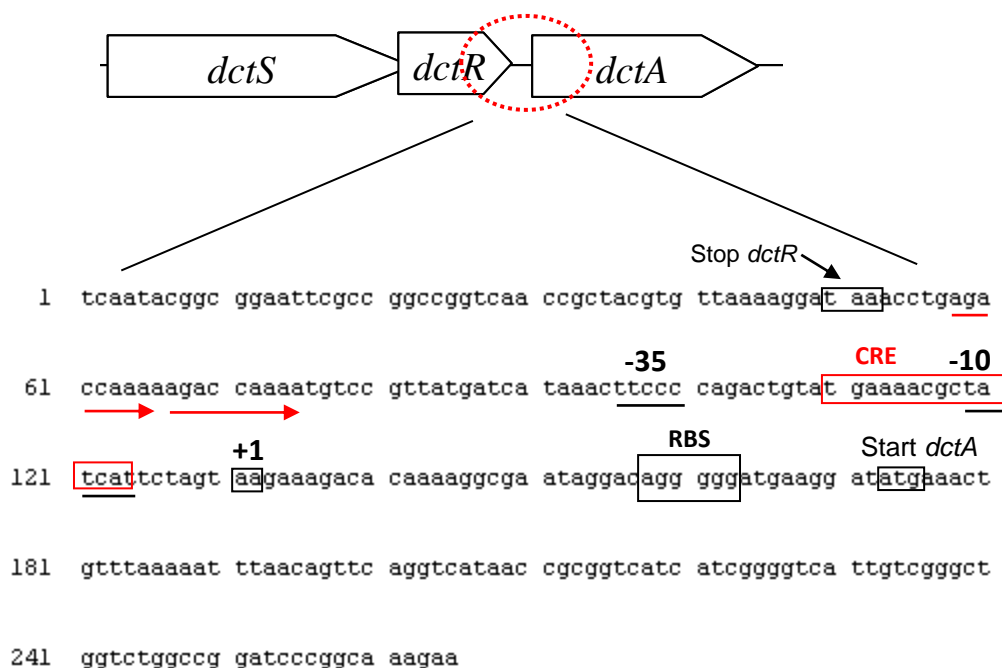 dctS dctR dctA
Stop dctR
1 tcaatacggc ggaattcgcc ggccggtcaa ccgctacgtg ttaaaaggat aaacctgaga
-35 CRE -10
61 ccaaaaagac caaaatgtcc gttatgatca taaacttccc cagactgtat gaaaacgcta
+1 RBS Start dctA
121 tcattctagt aagaaagaca caaaaggcga ataggacagg gggatgaagg atatgaaact
181 gtttaaaaat ttaacagttc aggtcataac cgcggtcatc atcggggtca ttgtcgggct
241 ggtctggccg gatcccggca aagaa